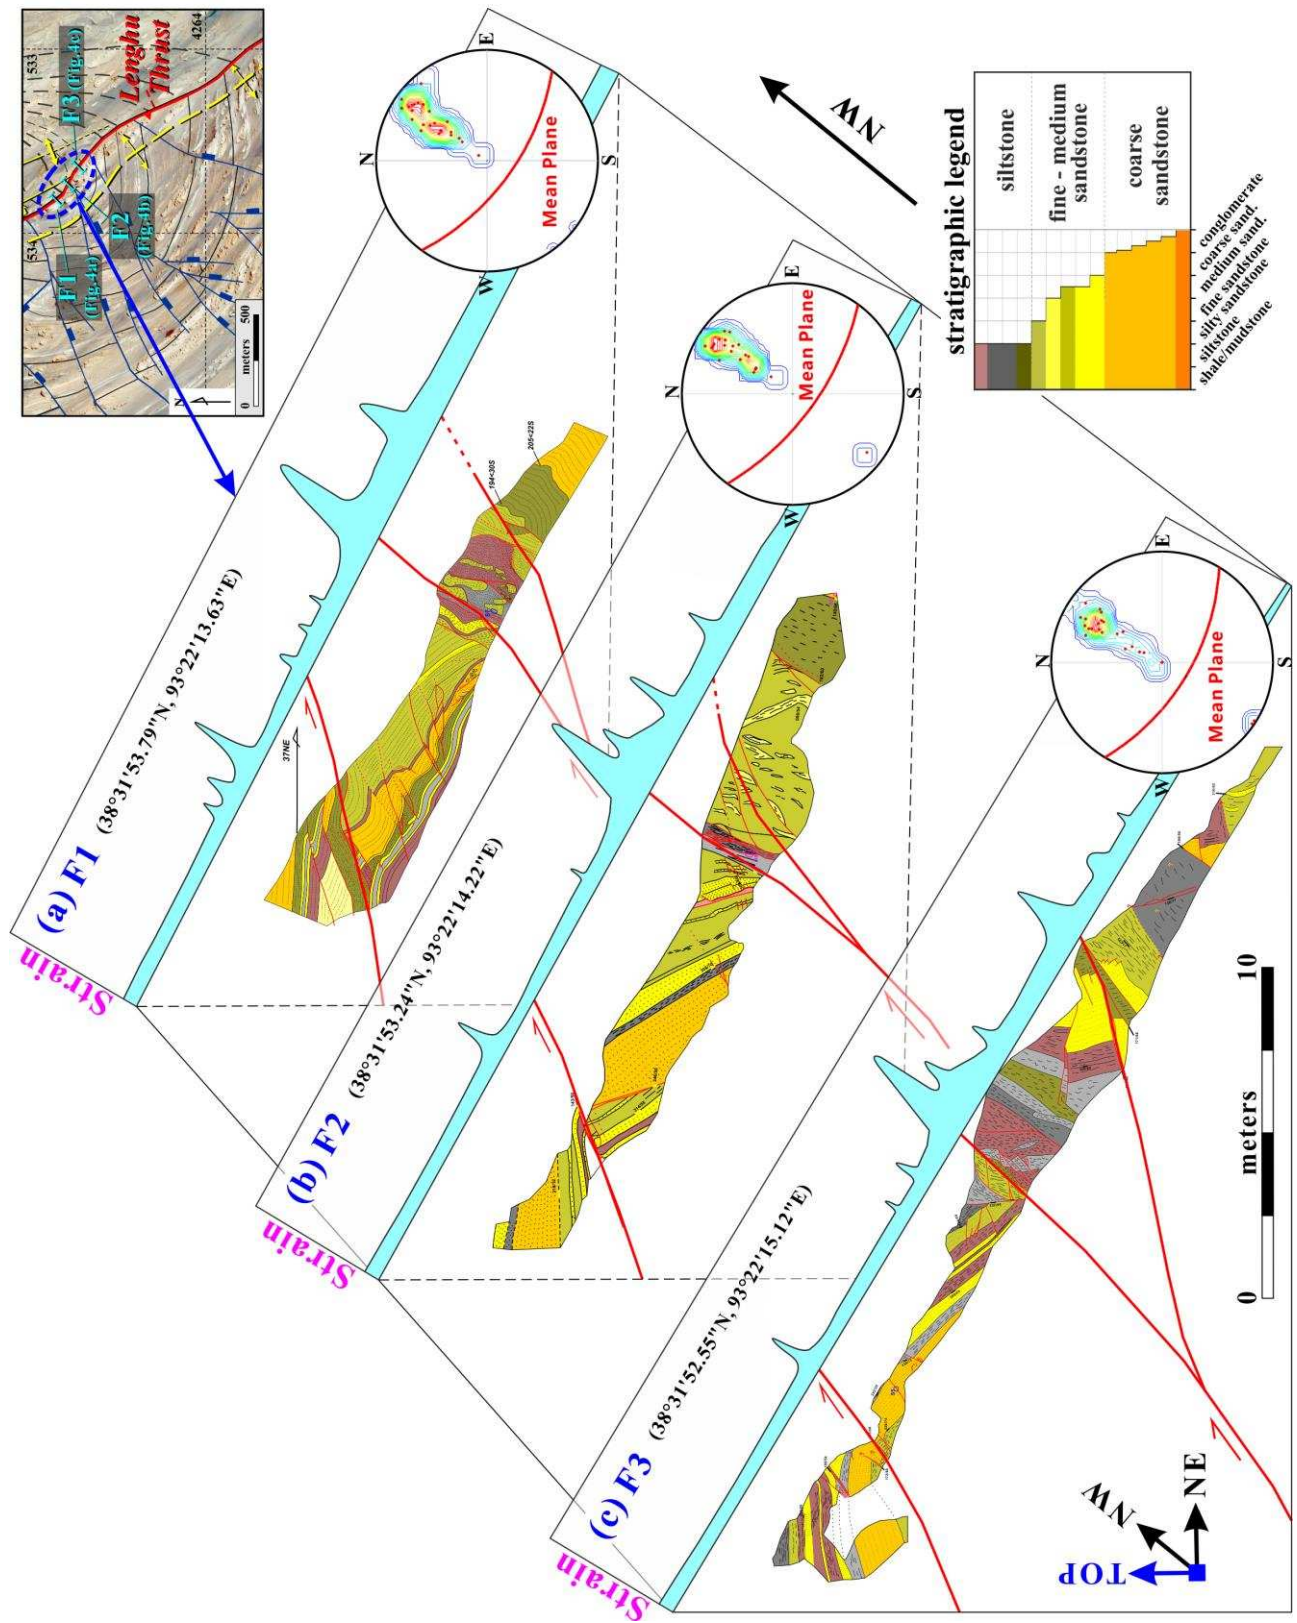 533
4264
534
F3 (Fig.4c)
Lenghu
Thrust
F1
(Fig.4a)
F2
(Fig.4b)
N
0 meters 500
(a) F1 (38°31'53.79"N, 93°22'13.63"E)
Strain
37NE
194<30S
205<22S
N
E
S
W
Mean Plane
NW
(b) F2 (38°31'53.24"N, 93°22'14.22"E)
Strain
N
E
S
W
Mean Plane
stratigraphic legend
siltstone
fine - medium
sandstone
coarse
sandstone
conglomerate
coarse sand.
medium sand.
fine sandstone
silty sandstone
siltstone
shale/mudstone
(c) F3 (38°31'52.55"N, 93°22'15.12"E)
Strain
N
E
S
W
Mean Plane
0 meters 10
TOP
NW
NE